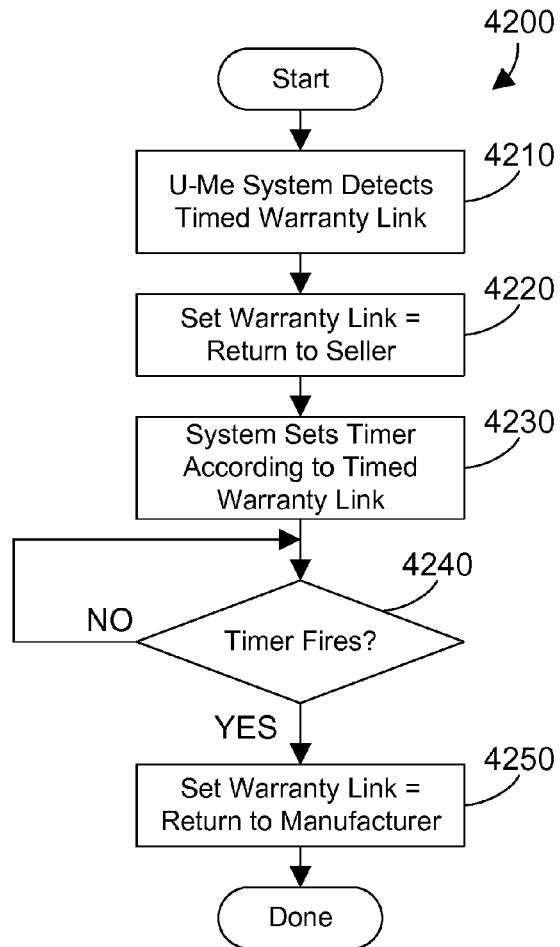 4200
Start
4210
U-Me System Detects
Timed Warranty Link
4220
Set Warranty Link =
Return to Seller
4230
System Sets Timer
According to Timed
Warranty Link
4240
NO
Timer Fires?
YES
4250
Set Warranty Link =
Return to Manufacturer
Done